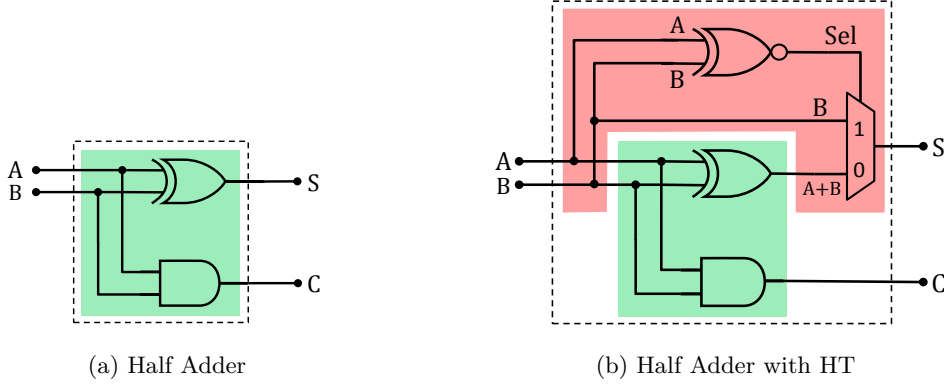 A
B
S
C
(a) Half Adder
A
B
Sel
B
1
0
A+B
A
B
S
C
(b) Half Adder with HT